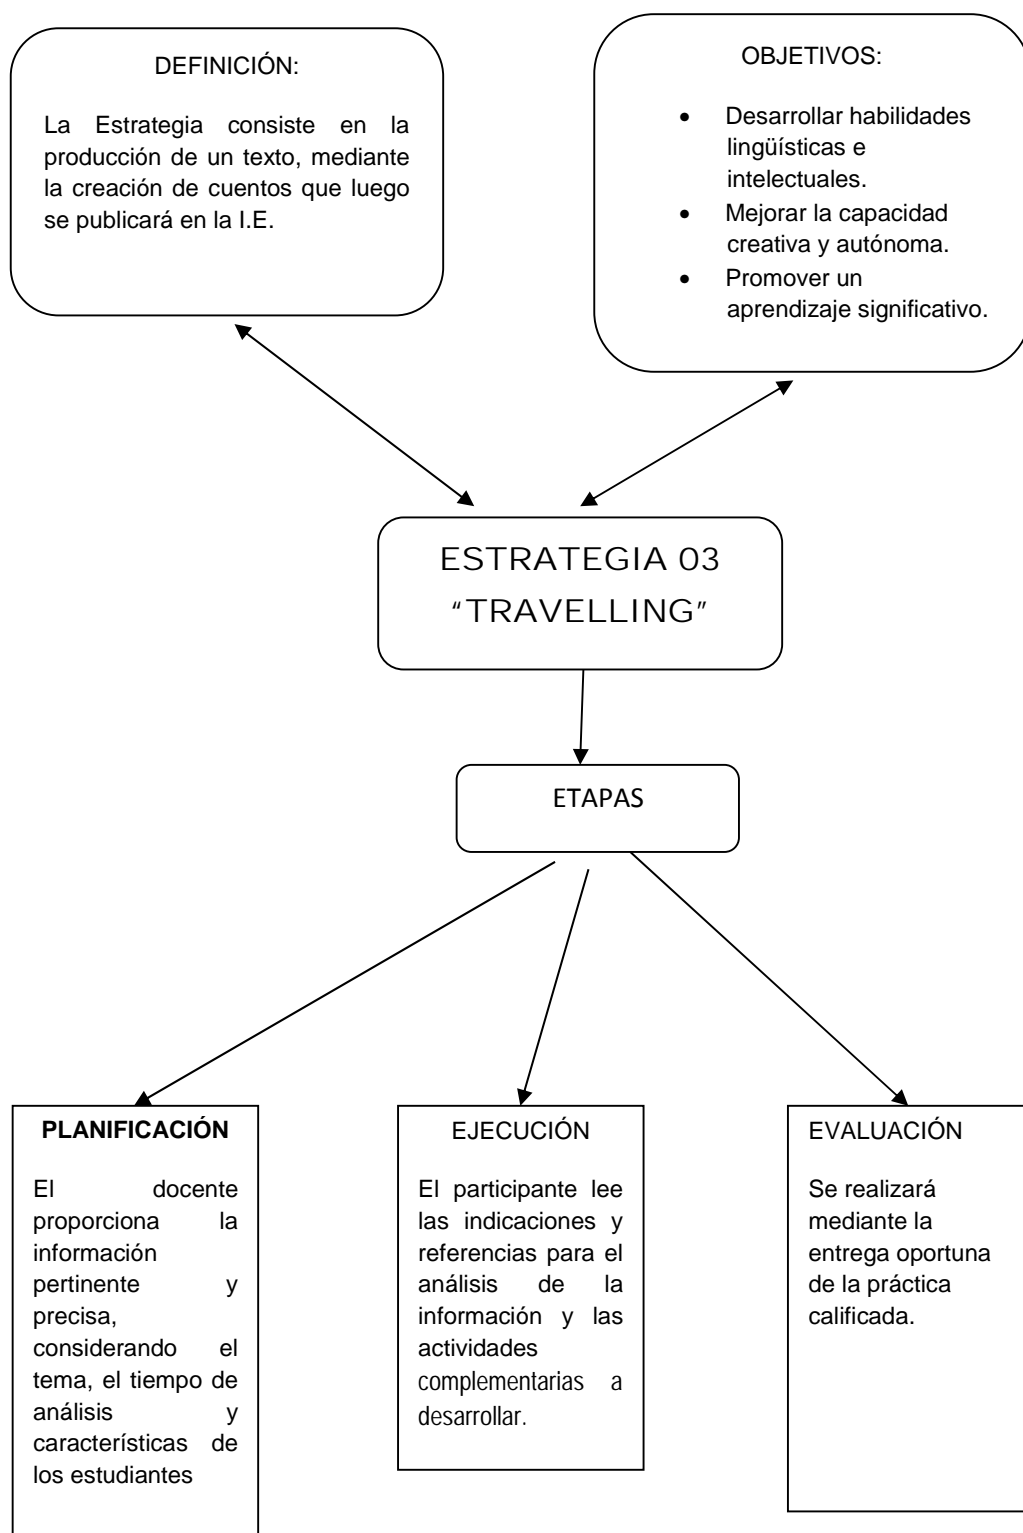 DEFINICIÓN:
La Estrategia consiste en la
producción de un texto, mediante
la creación de cuentos que luego
se publicará en la I.E.
OBJETIVOS:
• Desarrollar habilidades
lingüísticas e
intelectuales.
• Mejorar la capacidad
creativa y autónoma.
• Promover un
aprendizaje significativo.
ESTRATEGIA 03
“TRAVELLING”
ETAPAS
PLANIFICACIÓN
El docente
proporciona la
información
pertinente y
precisa,
considerando el
tema, el tiempo de
análisis y
características de
los estudiantes
EJECUCIÓN
El participante lee
las indicaciones y
referencias para el
análisis de la
información y las
actividades
complementarias a
desarrollar.
EVALUACIÓN
Se realizará
mediante la
entrega oportuna
de la práctica
calificada.